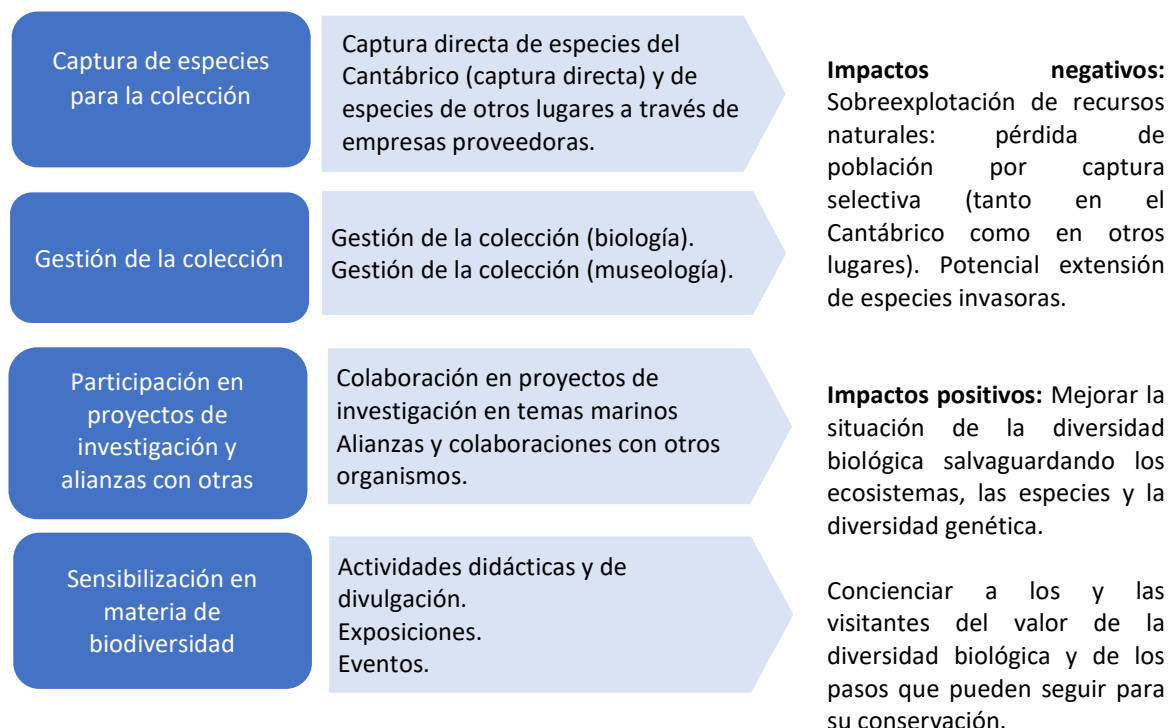 Captura de especies
para la colección
Captura directa de especies del
Cantábrico (captura directa) y de
especies de otros lugares a través de
empresas proveedoras.
Gestión de la colección
Gestión de la colección (biología).
Gestión de la colección (museología).
Participación en
proyectos de
investigación y
alianzas con otras
Colaboración en proyectos de
investigación en temas marinos
Alianzas y colaboraciones con otros
organismos.
Sensibilización en
materia de
biodiversidad
Actividades didácticas y de
divulgación.
Exposiciones.
Eventos.
Impactos negativos:
Sobreexplotación de recursos
naturales: pérdida de
población por captura
selectiva (tanto en el
Cantábrico como en otros
lugares). Potencial extensión
de especies invasoras.
Impactos positivos: Mejorar la
situación de la diversidad
biológica salvaguardando los
ecosistemas, las especies y la
diversidad genética.
Concienciar a los y las
visitantes del valor de la
diversidad biológica y de los
pasos que pueden seguir para
su conservación.